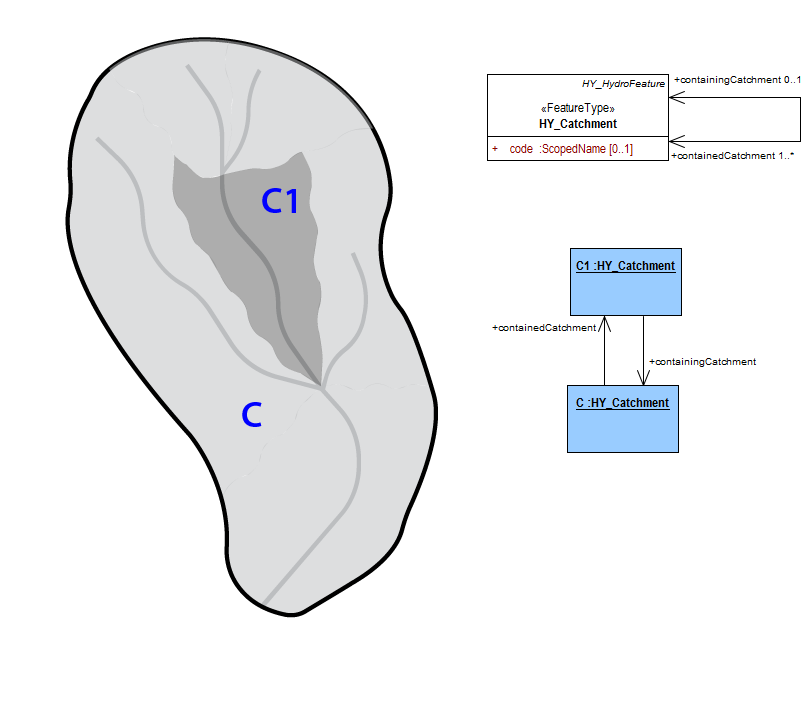 C1
C
+containingCatchment 0..1
HY_HydroFeature
«FeatureType»
HY_Catchment
+ code :ScopedName [0..1]
+containedCatchment 1..*
C1 :HY_Catchment
+containedCatchment
+containingCatchment
C :HY_Catchment